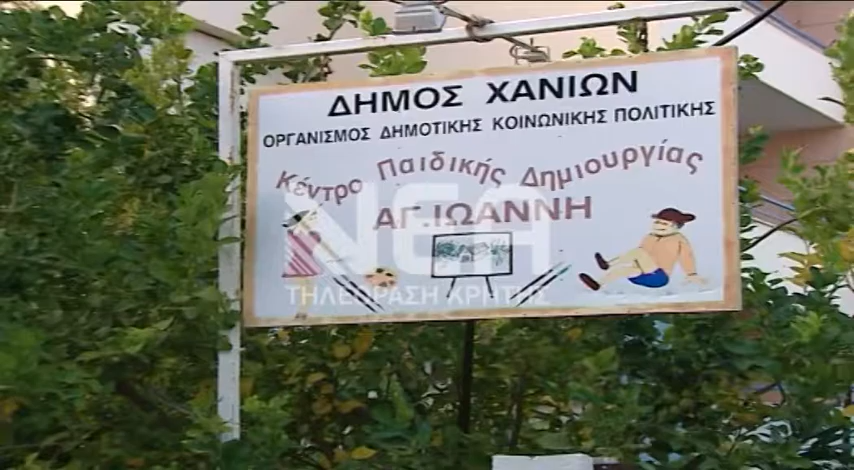 ΔΗΜΟΣ ΧΑΝΙΩΝ
ΟΡΓΑΝΙΣΜΟΣ ΔΗΜΟΤΙΚΗΣ ΚΟΙΝΩΝΙΚΗΣ ΠΟΛΙΤΙΚΗΣ
Κέντρο Παιδικής Δημιουργίας
ΑΓ. ΙΩΑΝΝΗ
ΝΕΑ
ΤΗΛΕΟΡΑΣΗ ΚΡΗΤΗΣ